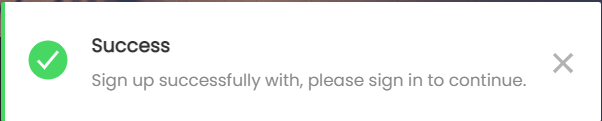 Success
Sign up successfully with, please sign in to continue.